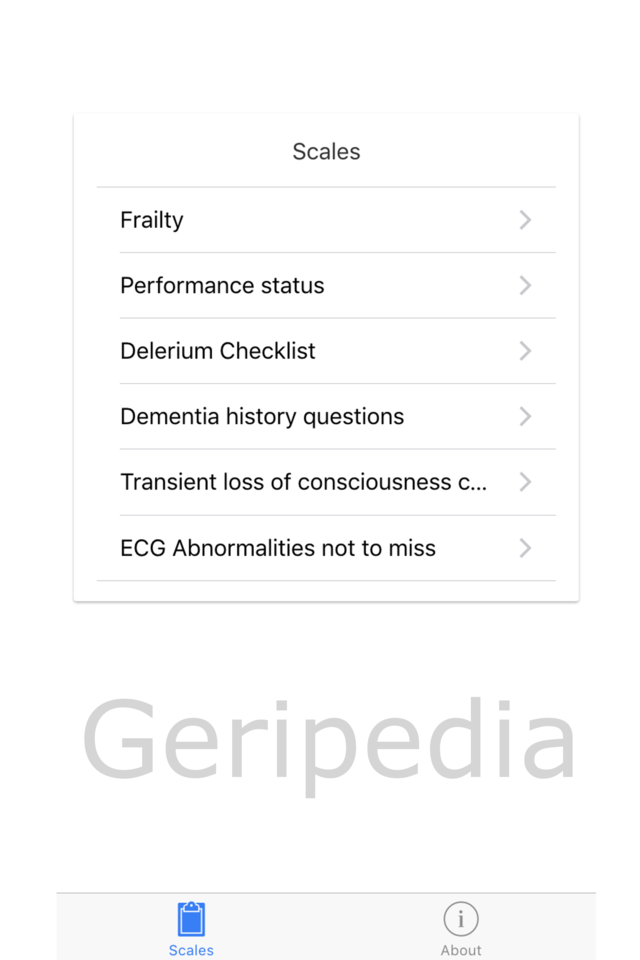 Scales
Frailty
Performance status
Delerium Checklist
Dementia history questions
Transient loss of consciousness c...
ECG Abnormalities not to miss
Geripedia
Scales
About